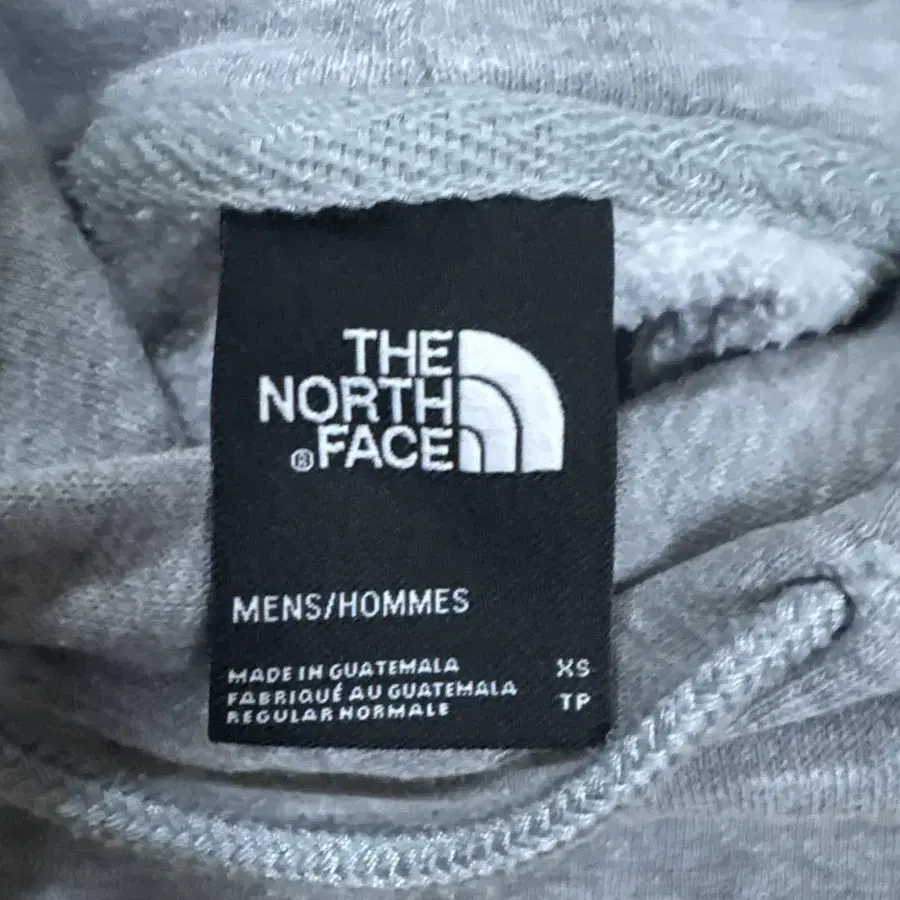 THE
NORTH
®FACE
MENS/HOMMES
MADE IN GUATEMALA XS
FABRIQUÉ AU GUATEMALA TP
REGULAR NORMALE